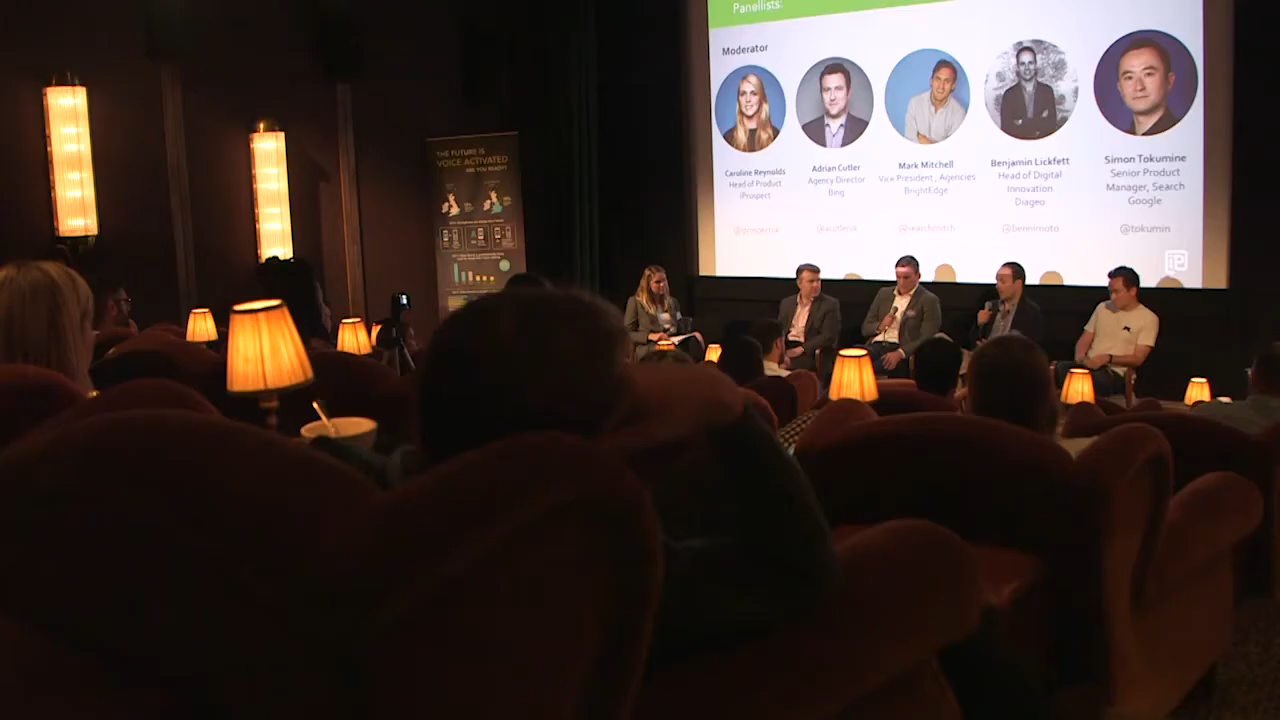 Panellists:
Moderator
Caroline Reynolds
Head of Product
iProspect
Adrian Cutler
Agency Director
Bing
Mark Mitchell
Vice President, Agencies
BrightEdge
Benjamin Lickfett
Head of Digital
Innovation
Diageo
@bennimoto
Simon Tokumine
Senior Product
Manager, Search
Google
@tokumin
THE FUTURE IS
VOICE ACTIVATED
ARE YOU READY?